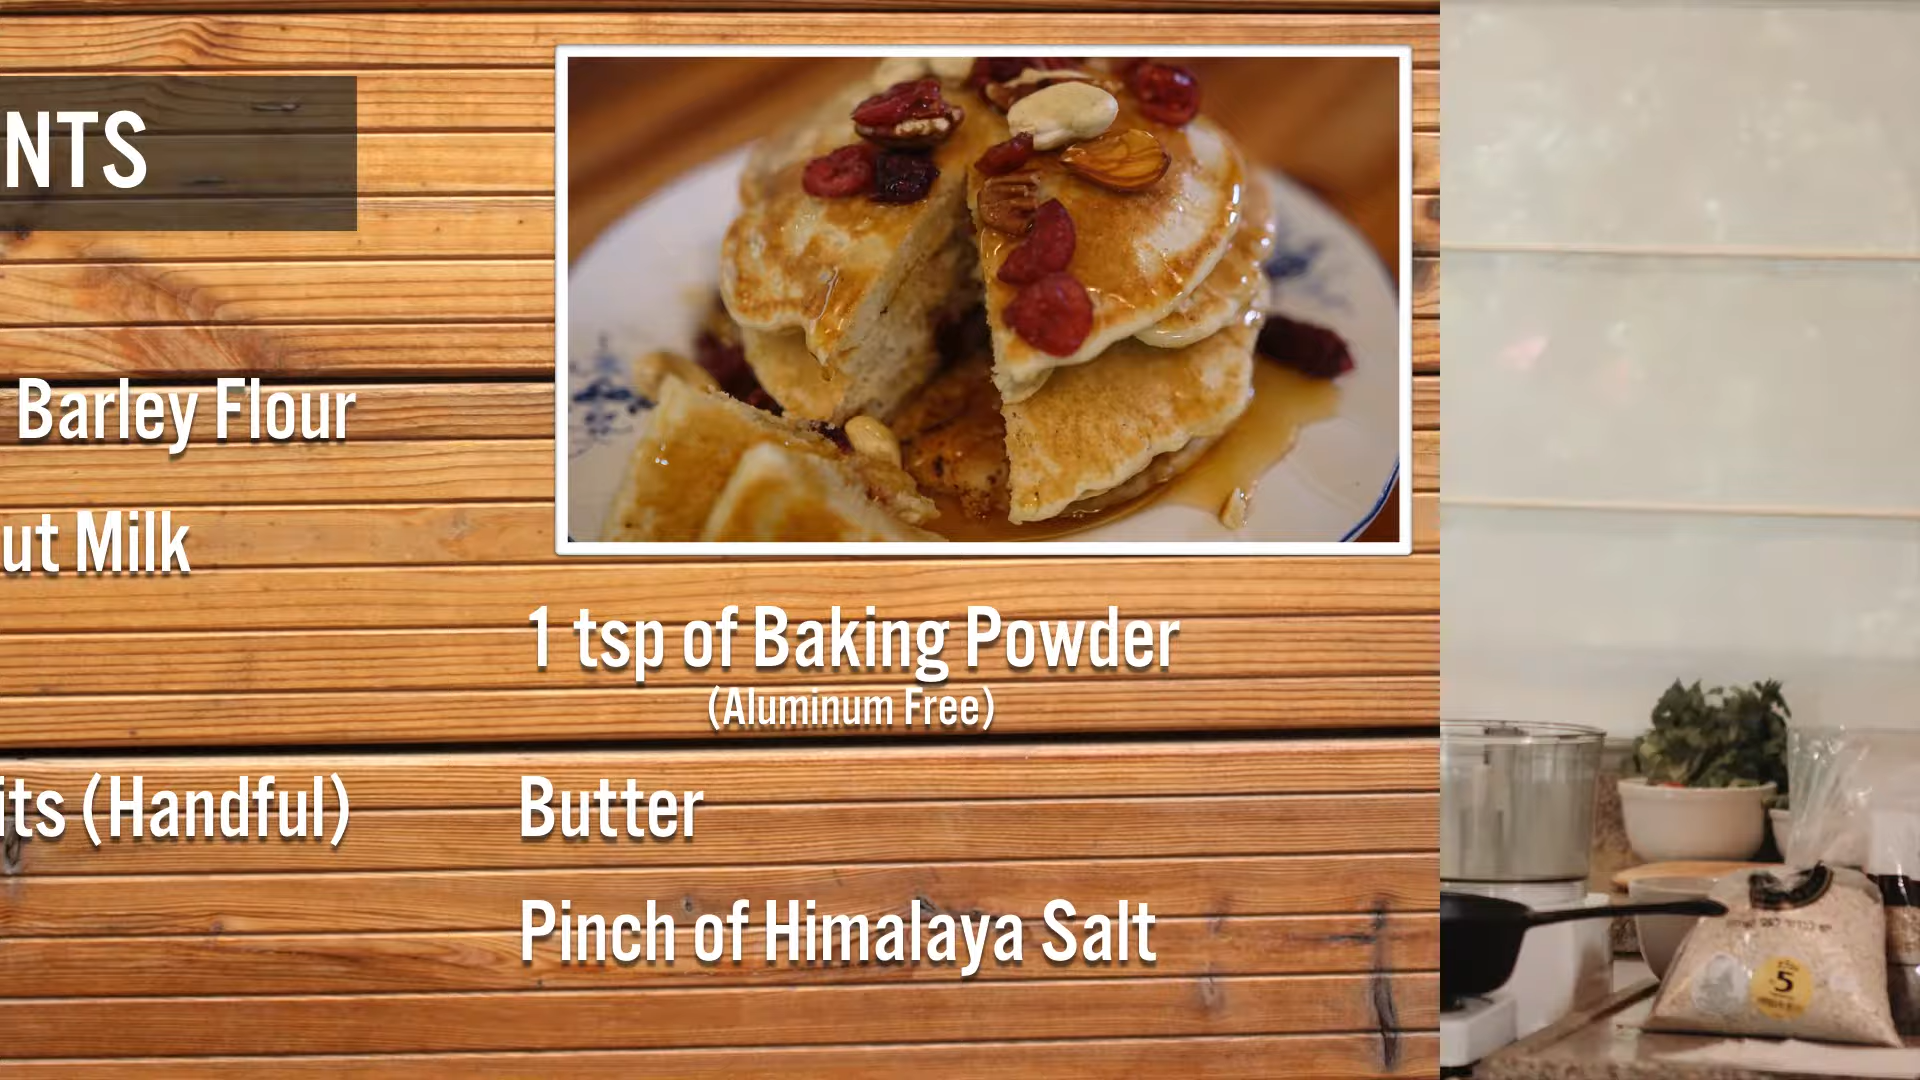 NTS
Barley Flour
ut Milk
1 tsp of Baking Powder
(Aluminum Free)
its (Handful)
Butter
Pinch of Himalaya Salt
5